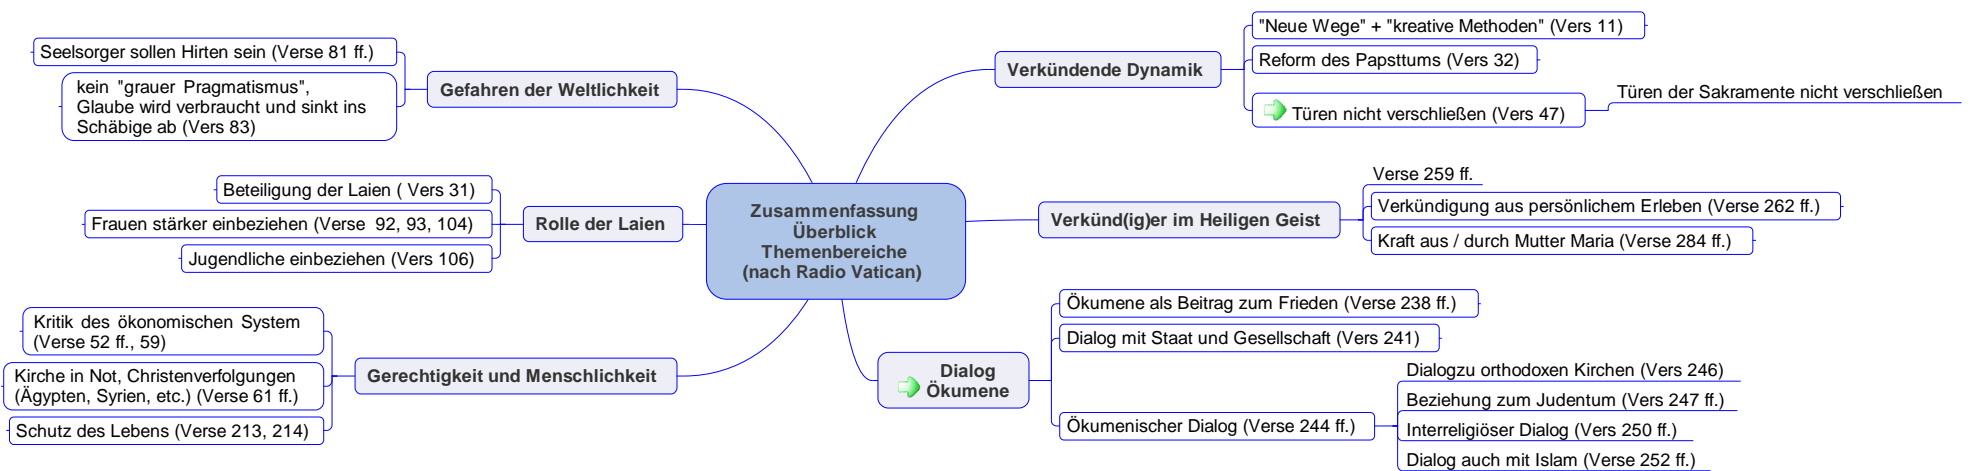 Zusammenfassung
Überblick
Themenbereiche
(nach Radio Vatican)
Verkündende Dynamik
"Neue Wege" + "kreative Methoden" (Vers 11)
Reform des Papsttums (Vers 32)
Türen nicht verschließen (Vers 47)
Türen der Sakramente nicht verschließen
Verkünd(ig)er im Heiligen Geist
Verse 259 ff.
Verkündigung aus persönlichem Erleben (Verse 262 ff.)
Kraft aus / durch Mutter Maria (Verse 284 ff.)
Dialog
Ökumene
Ökumene als Beitrag zum Frieden (Verse 238 ff.)
Dialog mit Staat und Gesellschaft (Vers 241)
Ökumenischer Dialog (Verse 244 ff.)
Dialogzu orthodoxen Kirchen (Vers 246)
Beziehung zum Judentum (Vers 247 ff.)
Interreligiöser Dialog (Vers 250 ff.)
Dialog auch mit Islam (Verse 252 ff.)
Gefahren der Weltlichkeit
Seelsorger sollen Hirten sein (Verse 81 ff.)
kein "grauer Pragmatismus",
Glaube wird verbraucht und sinkt ins
Schäbige ab (Vers 83)
Rolle der Laien
Beteiligung der Laien ( Vers 31)
Frauen stärker einbeziehen (Verse 92, 93, 104)
Jugendliche einbeziehen (Vers 106)
Gerechtigkeit und Menschlichkeit
Kritik des ökonomischen System
(Verse 52 ff., 59)
Kirche in Not, Christenverfolgungen
(Ägypten, Syrien, etc.) (Verse 61 ff.)
Schutz des Lebens (Verse 213, 214)